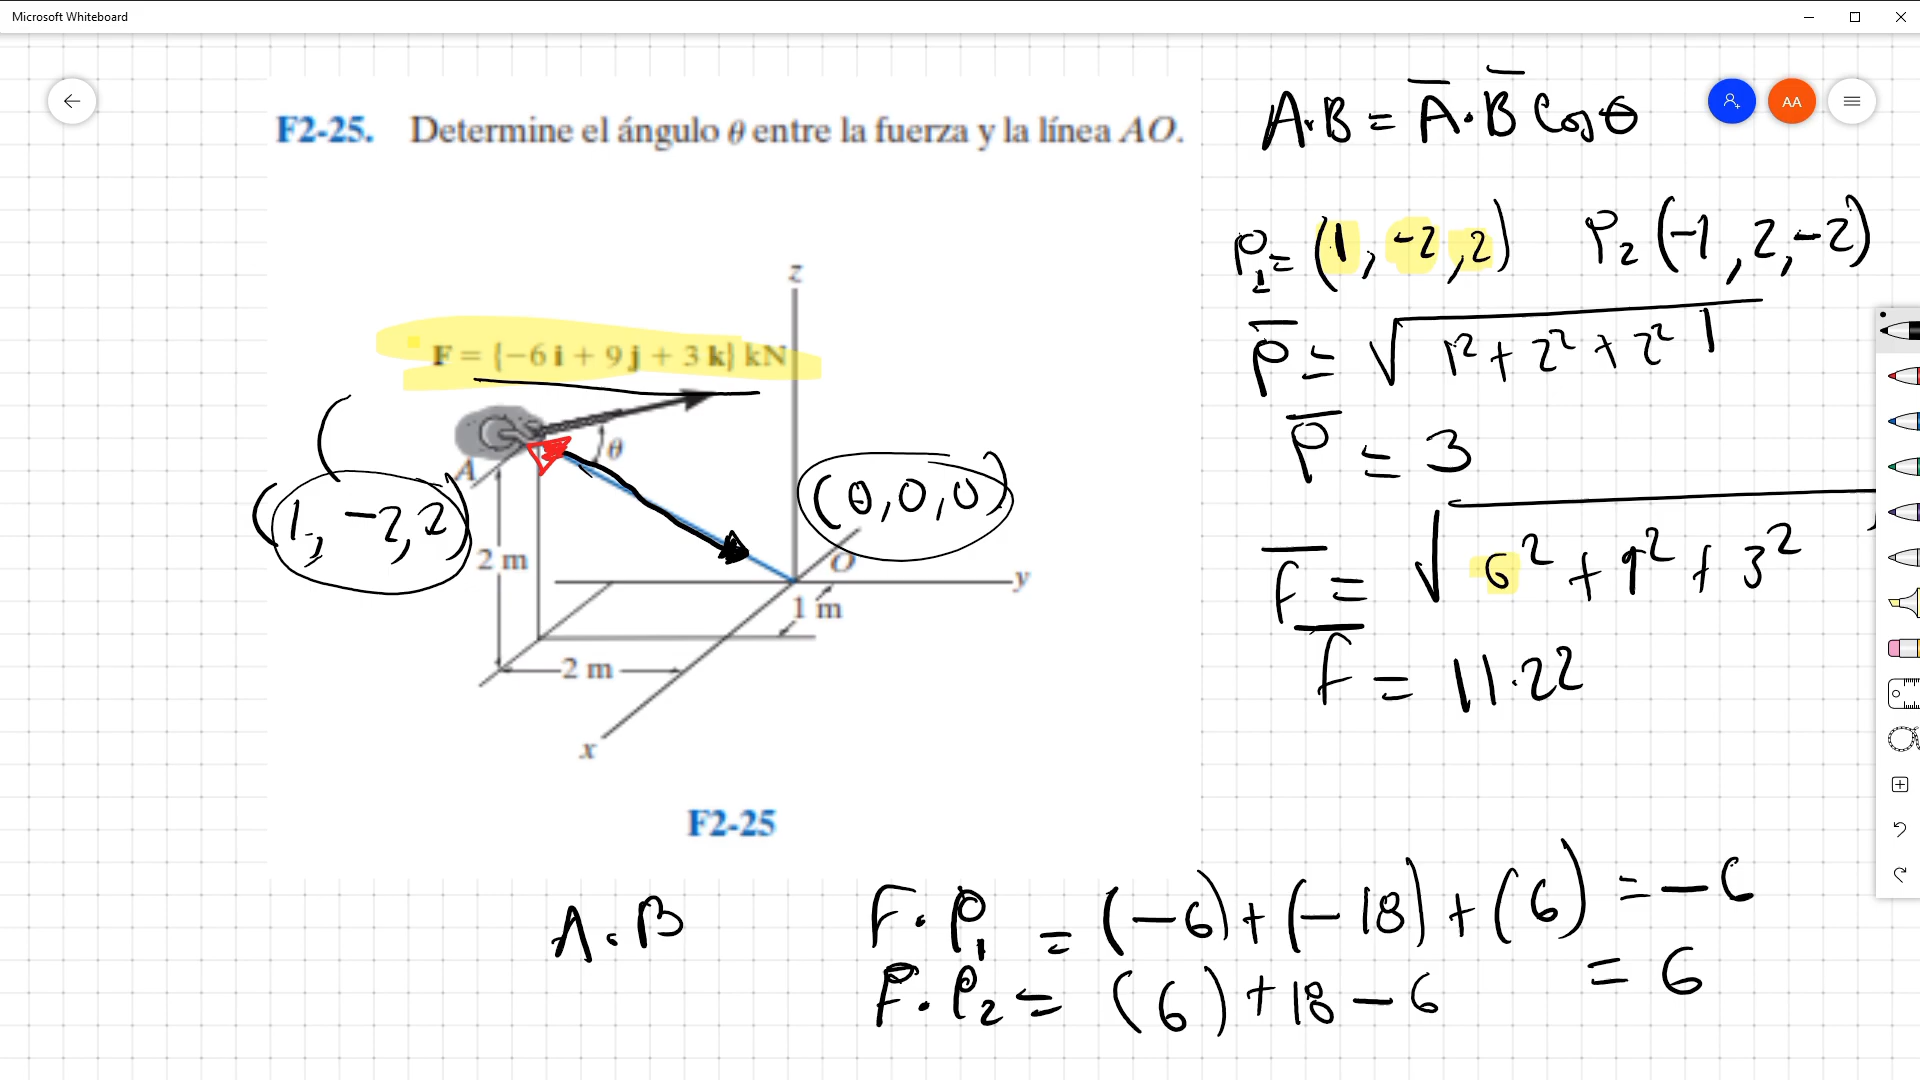 Microsoft Whiteboard
AA
F2-25. Determine el ángulo θ entre la fuerza y la línea AO.
z
F = {−6 i + 9 j + 3 k} kN
θ
A
(1, -2, 2)
(0,0,0)
2 m
O
y
1 m
2 m
x
F2-25
A·B = A̅·B̅ Cos θ
P1 = (1, -2, 2) P2 (-1, 2, -2)
P̅ = √1² + 2² + 2²
P̅ = 3
F̅ = √6² + 9² + 3²
F̅ = 11.22
A·B
F·P1 = (-6) + (-18) + (6) = -6
F·P2 = (6) + 18 - 6 = 6